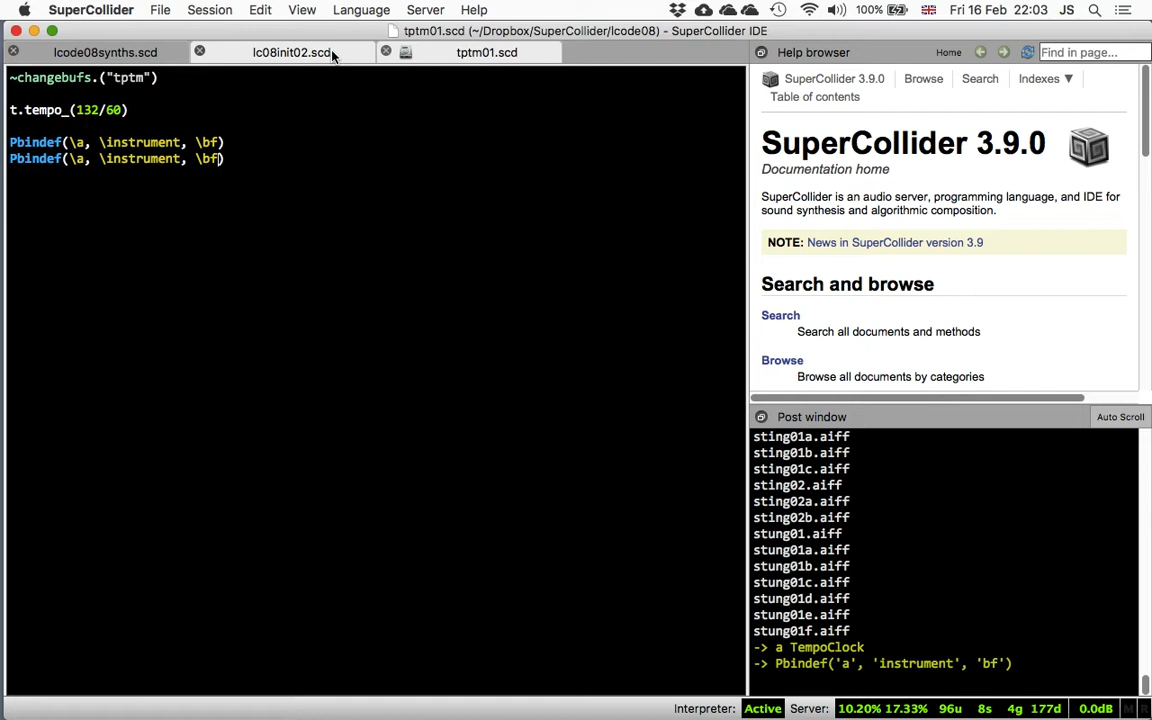 SuperCollider File Session Edit View Language Server Help 100% Fri 16 Feb 22:03 JS
tptm01.scd (~/Dropbox/SuperCollider/lcode08) - SuperCollider IDE
lcode08synths.scd lc08init02.scd tptm01.scd
~changebufs.("tptm")
t.tempo_(132/60)
Pbindef(\a, \instrument, \bf)
Pbindef(\a, \instrument, \bf)
Help browser Home Find in page...
SuperCollider 3.9.0 Browse Search Indexes ▼
Table of contents
SuperCollider 3.9.0
Documentation home
SuperCollider is an audio server, programming language, and IDE for
sound synthesis and algorithmic composition.
NOTE: News in SuperCollider version 3.9
Search and browse
Search
Search all documents and methods
Browse
Browse all documents by categories
Post window Auto Scroll
sting01a.aiff
sting01b.aiff
sting01c.aiff
sting02.aiff
sting02a.aiff
sting02b.aiff
stung01.aiff
stung01a.aiff
stung01b.aiff
stung01c.aiff
stung01d.aiff
stung01e.aiff
stung01f.aiff
-> a TempoClock
-> Pbindef('a', 'instrument', 'bf')
Interpreter: Active Server: 10.20% 17.33% 96u 8s 4g 177d 0.0dB M R